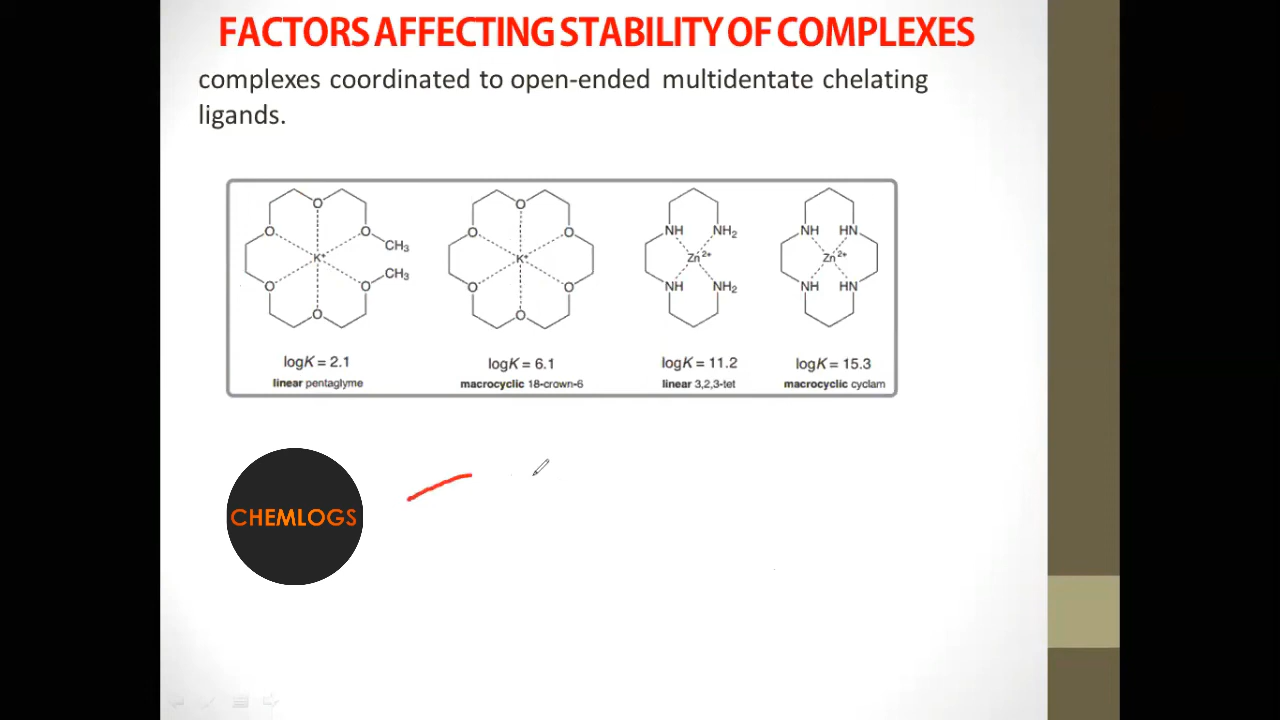 FACTORS AFFECTING STABILITY OF COMPLEXES
complexes coordinated to open-ended multidentate chelating
ligands.
O
O
O
CH₃
K⁺
CH₃
O
O
O
logK = 2.1
linear pentaglyme
O
O
O
K⁺
O
O
O
logK = 6.1
macrocyclic 18-crown-6
NH
NH₂
Zn²⁺
NH
NH₂
logK = 11.2
linear 3,2,3-tet
NH
HN
Zn²⁺
NH
HN
logK = 15.3
macrocyclic cyclam
CHEMLOGS